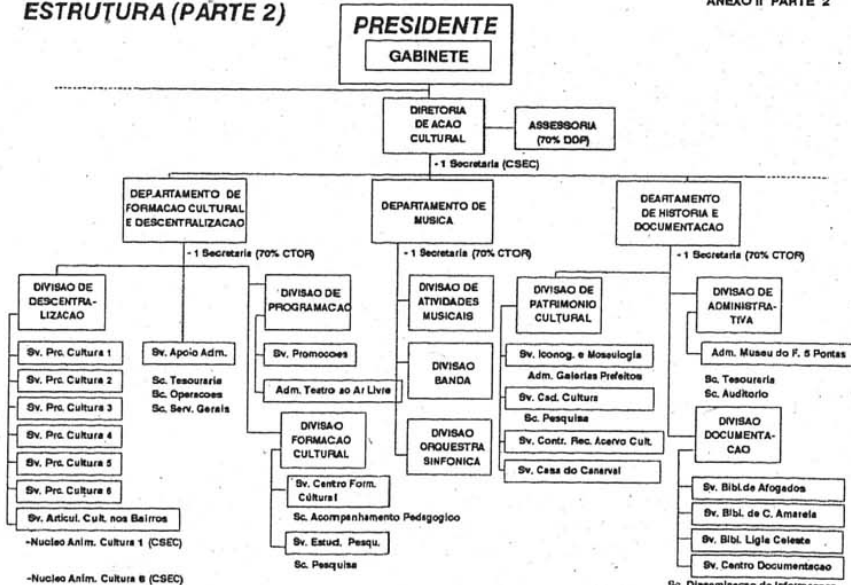 ESTRUTURA (PARTE 2)
ANEXO II PARTE 2
PRESIDENTE
GABINETE
DIRETORIA
DE ACAO
CULTURAL
ASSESSORIA
(70% DDP)
- 1 Secretaria (CSEC)
DEPARTAMENTO DE
FORMACAO CULTURAL
E DESCENTRALIZACAO
- 1 Secretaria (70% CTOR)
DIVISAO DE
DESCENTRA-
LIZACAO
Sv. Prc. Cultura 1
Sv. Prc. Cultura 2
Sv. Prc. Cultura 3
Sv. Prc. Cultura 4
Sv. Prc. Cultura 5
Sv. Prc. Cultura 6
Sv. Articul. Cult. nos Bairros
-Nucleo Anim. Cultura 1 (CSEC)
-Nucleo Anim. Cultura 6 (CSEC)
Sv. Apoio Adm.
Sc. Tesouraria
Sc. Operacoes
Sc. Serv. Gerais
DIVISAO DE
PROGRAMACAO
Sv. Promocoes
Adm. Teatro ao Ar Livre
DIVISAO
FORMACAO
CULTURAL
Sv. Centro Form.
Cultural
Sc. Acompanhamento Pedagogico
Sv. Estud. Pesqu.
Sc. Pesquisa
DEPARTAMENTO DE
MUSICA
- 1 Secretaria (70% CTOR)
DIVISAO DE
ATIVIDADES
MUSICAIS
DIVISAO
BANDA
DIVISAO
ORQUESTRA
SINFONICA
DEARTAMENTO
DE HISTORIA E
DOCUMENTACAO
- 1 Secretaria (70% CTOR)
DIVISAO DE
PATRIMONIO
CULTURAL
Sv. Iconog. e Moseulogia
Adm. Galerias Prefeitos
Sv. Cad. Cultura
Sc. Pesquisa
Sv. Contr. Rec. Acervo Cult.
Sv. Casa do Canarval
DIVISAO DE
ADMINISTRA-
TIVA
Adm. Museu do F. 5 Pontas
Sc. Tesouraria
Sc. Auditorio
DIVISAO
DOCUMENTA-
CAO
Sv. Bibl.de Afogados
Sv. Bibl. de C. Amarela
Sv. Bibl. Ligia Celeste
Sv. Centro Documentacao